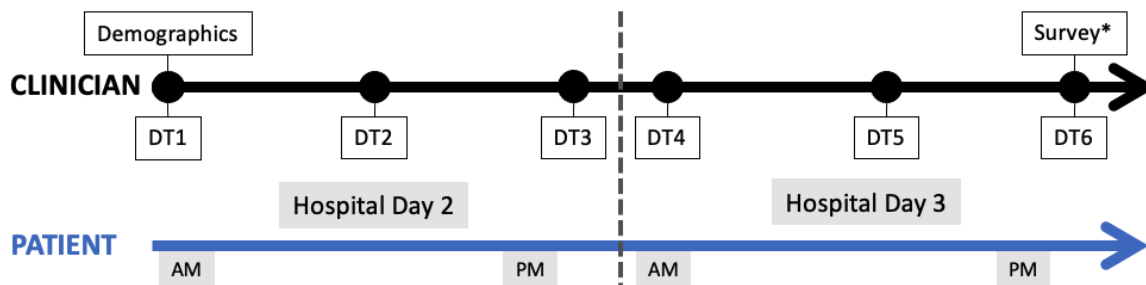 Demographics
Survey*
CLINICIAN
DT1
DT2
DT3
DT4
DT5
DT6
Hospital Day 2
Hospital Day 3
PATIENT
AM
PM
AM
PM